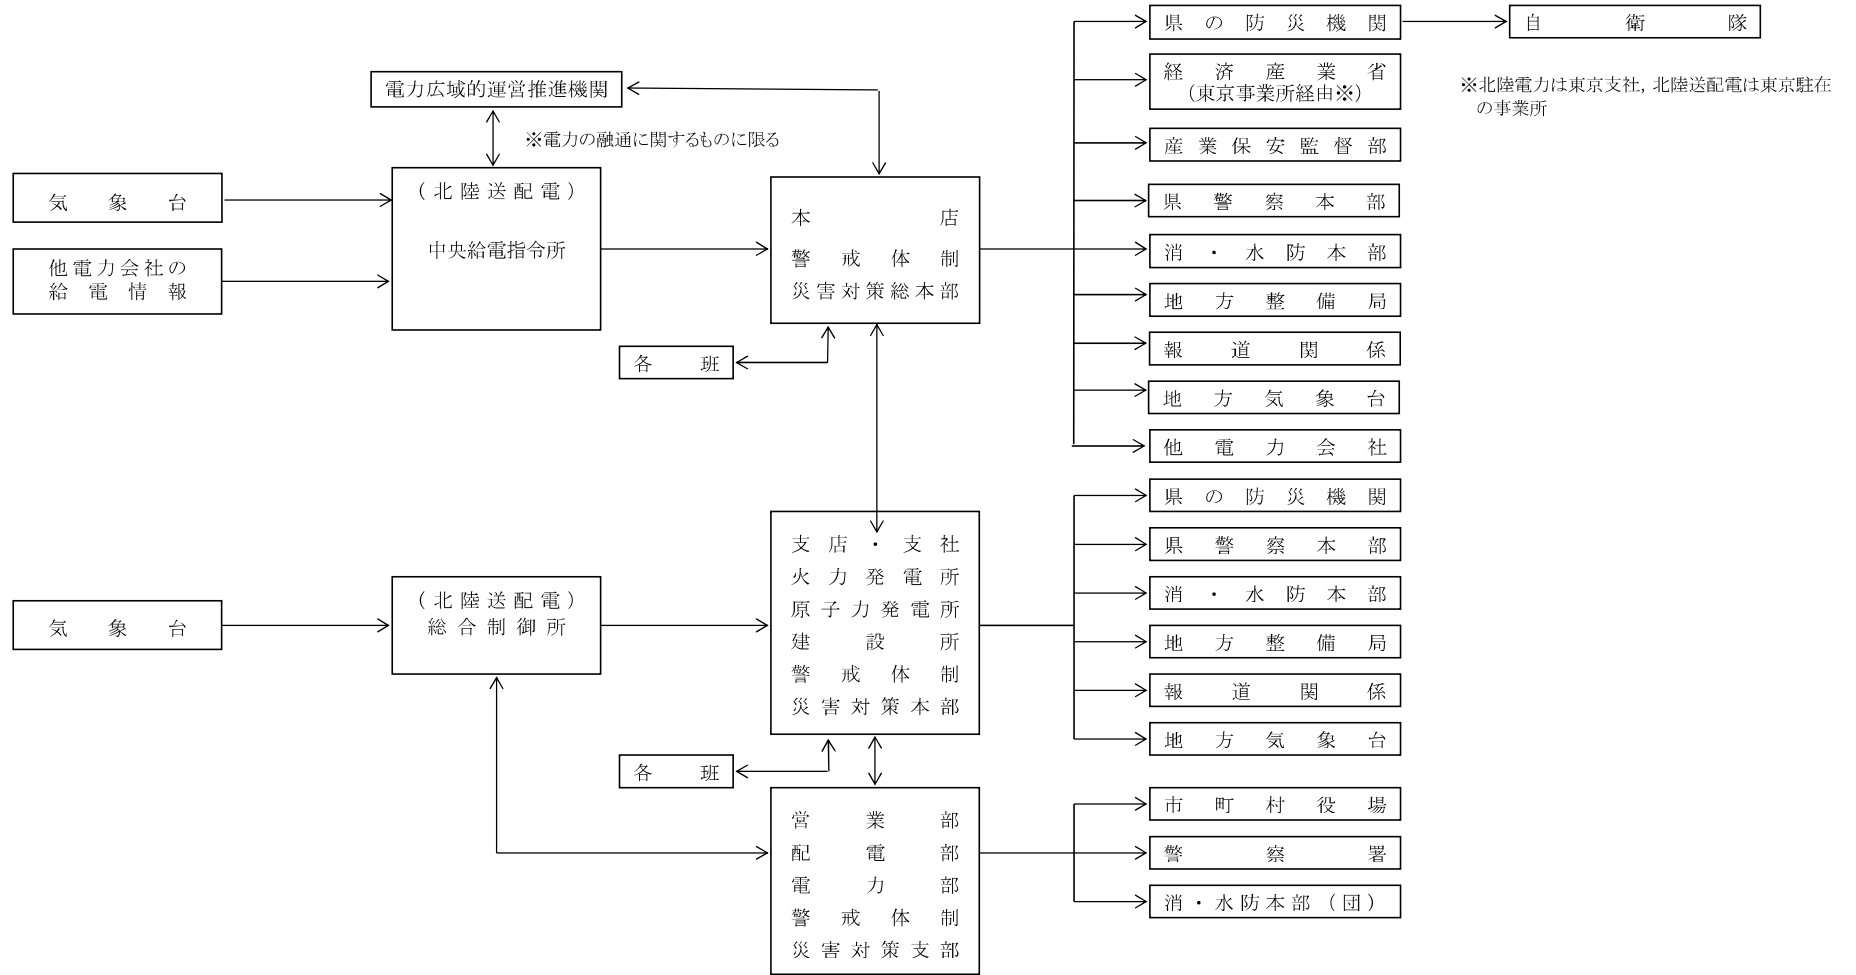 県の防災機関
自衛隊
経済産業省
（東京事業所経由※）
※北陸電力は東京支社，北陸送配電は東京駐在
の事業所
電力広域的運営推進機関
※電力の融通に関するものに限る
産業保安監督部
気象台
（北陸送配電）
中央給電指令所
他電力会社の
給電情報
本店
警戒体制
災害対策総本部
県警察本部
消・水防本部
地方整備局
各班
報道関係
地方気象台
他電力会社
県の防災機関
県警察本部
消・水防本部
地方整備局
報道関係
地方気象台
気象台
（北陸送配電）
総合制御所
支店・支社
火力発電所
原子力発電所
建設所
警戒体制
災害対策本部
各班
営業部
配電部
電力部
警戒体制
災害対策支部
市町村役場
警察署
消・水防本部（団）